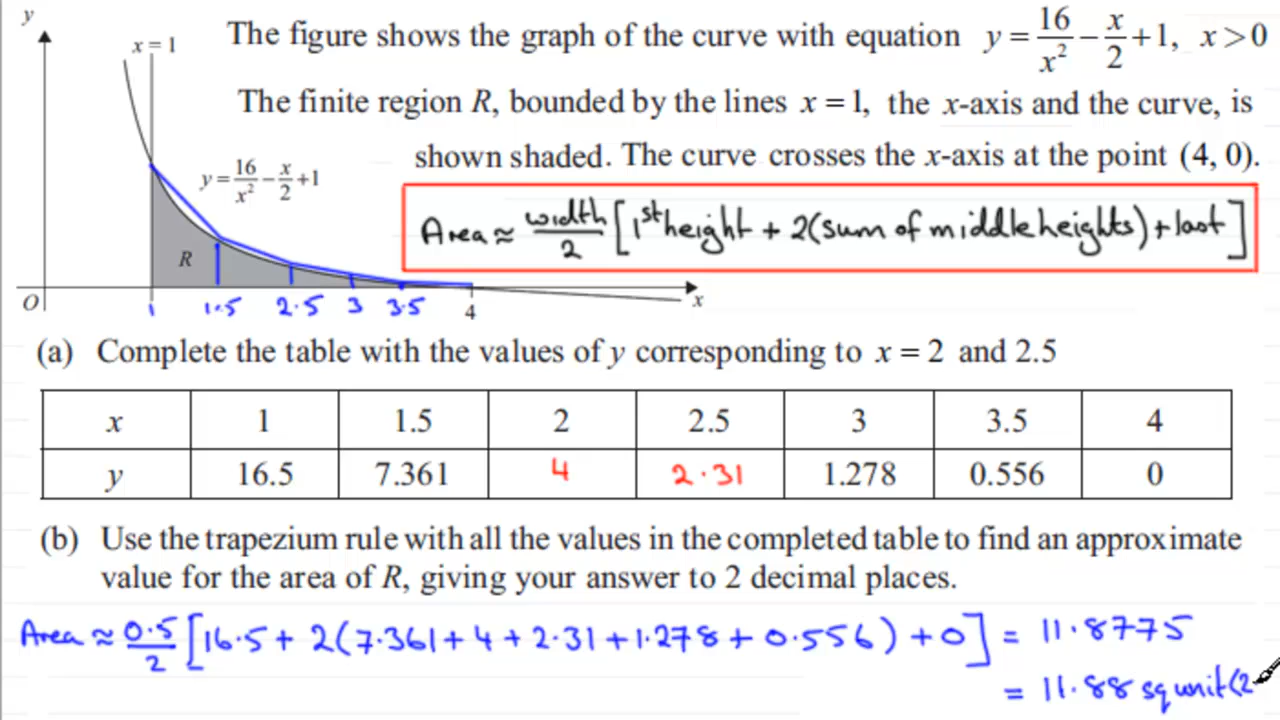 y
x = 1
The figure shows the graph of the curve with equation y = 16/x² − x/2 + 1, x > 0
The finite region R, bounded by the lines x = 1, the x-axis and the curve, is
shown shaded. The curve crosses the x-axis at the point (4, 0).
y = 16/x² − x/2 + 1
Area ≈ width/2 [1st height + 2(sum of middle heights) + last]
R
O
1 1.5 2.5 3 3.5 4 x
(a) Complete the table with the values of y corresponding to x = 2 and 2.5
x 1 1.5 2 2.5 3 3.5 4
y 16.5 7.361 4 2.31 1.278 0.556 0
(b) Use the trapezium rule with all the values in the completed table to find an approximate
value for the area of R, giving your answer to 2 decimal places.
Area ≈ 0.5/2 [16.5 + 2(7.361 + 4 + 2.31 + 1.278 + 0.556) + 0] = 11.8775
= 11.88 sq unit (2